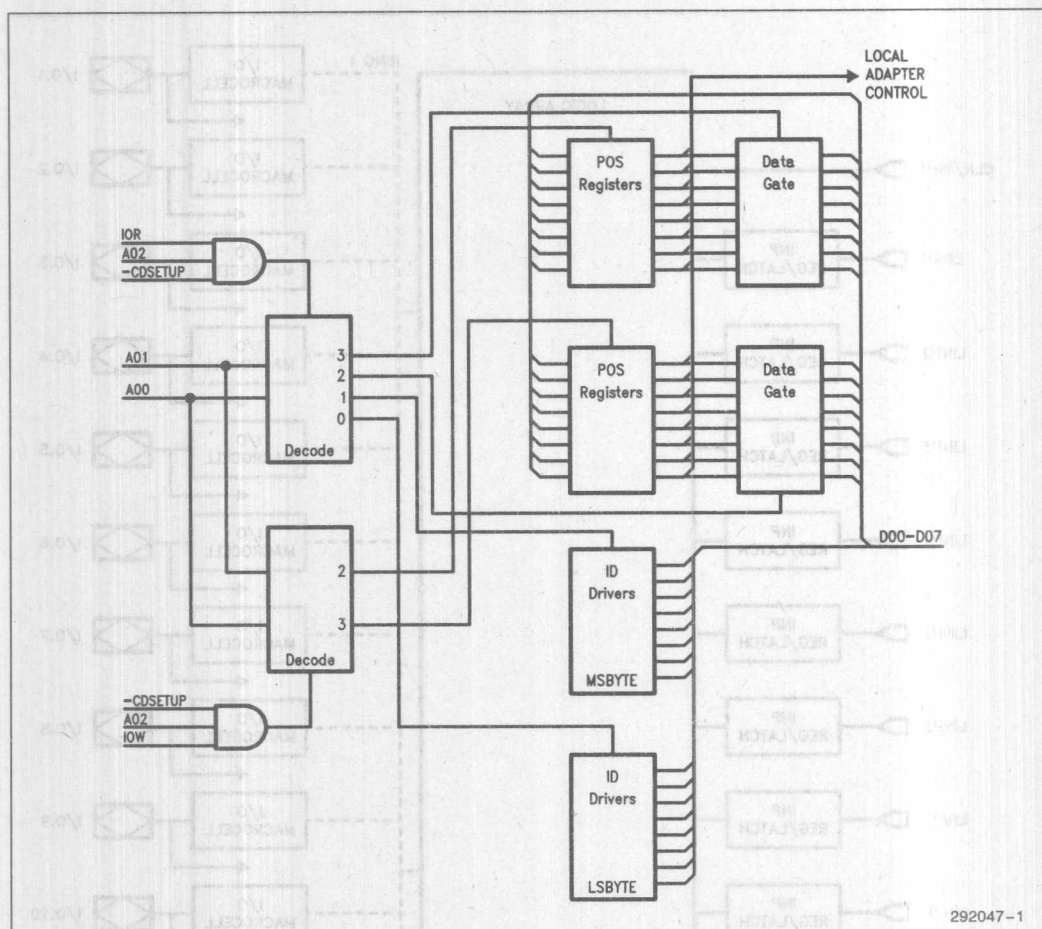 LOCAL
ADAPTER
CONTROL
POS
Registers
Data
Gate
IOR
A02
-CDSETUP
A01
A00
3
2
1
0
Decode
POS
Registers
Data
Gate
D00-D07
2
3
Decode
ID
Drivers
MSBYTE
-CDSETUP
A02
IOW
ID
Drivers
LSBYTE
292047-1